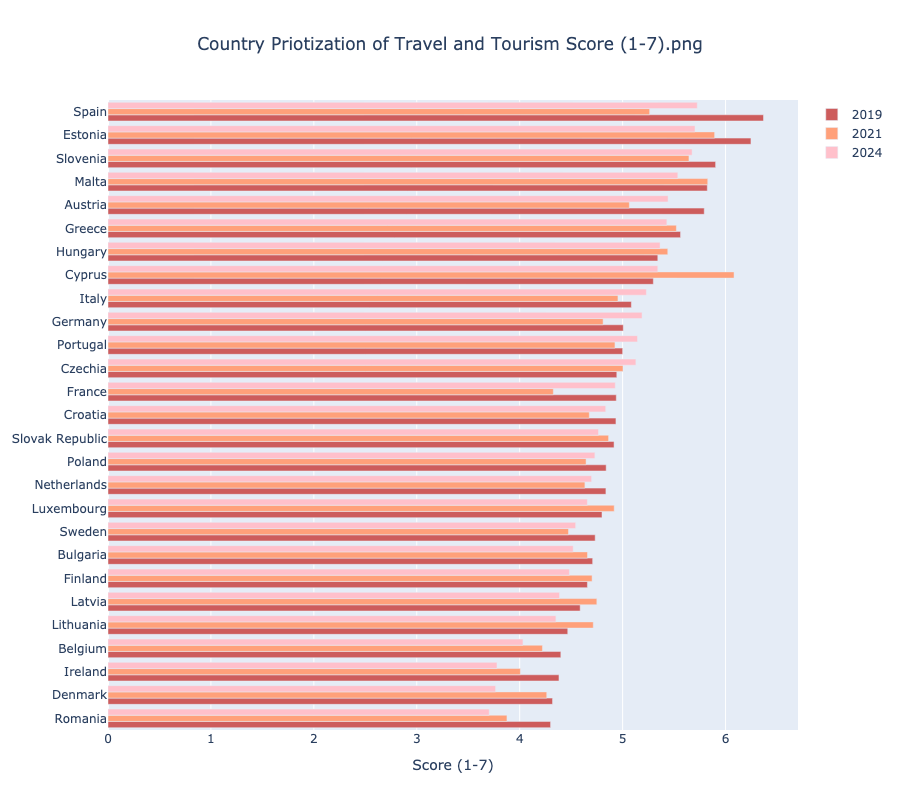 Country Priotization of Travel and Tourism Score (1-7).png
2019
2021
2024
Spain
Estonia
Slovenia
Malta
Austria
Greece
Hungary
Cyprus
Italy
Germany
Portugal
Czechia
France
Croatia
Slovak Republic
Poland
Netherlands
Luxembourg
Sweden
Bulgaria
Finland
Latvia
Lithuania
Belgium
Ireland
Denmark
Romania
0 1 2 3 4 5 6
Score (1-7)